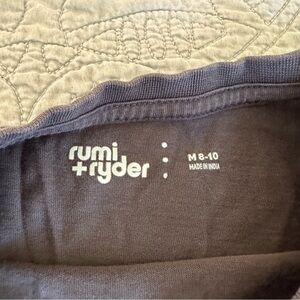 rumi
+ryder
M 8-10
MADE IN INDIA